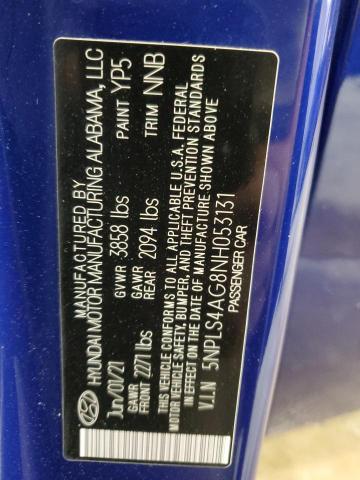 MANUFACTURED BY
HYUNDAI MOTOR MANUFACTURING ALABAMA, LLC
Jun/01/21 GVWR 3858 lbs PAINT YP5
GAWR FRONT 2271lbs GAWR REAR 2094 lbs TRIM NNB
THIS VEHICLE CONFORMS TO ALL APPLICABLE U.S.A. FEDERAL
MOTOR VEHICLE SAFETY, BUMPER, AND THEFT PREVENTION STANDARDS
IN EFFECT ON THE DATE OF MANUFACTURE SHOWN ABOVE
V.I.N 5NPLS4AG8NH053131
PASSENGER CAR